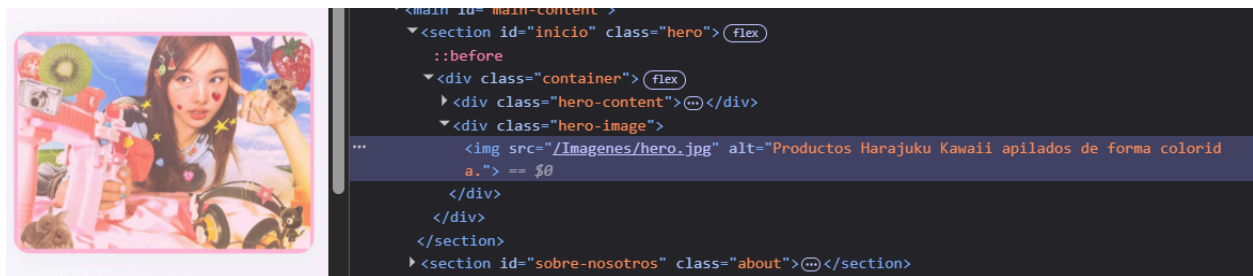 <main id="main-content">
▼<section id="inicio" class="hero"> flex
::before
▼<div class="container"> flex
▶<div class="hero-content">⋯</div>
▼<div class="hero-image">
⋯ <img src="/Imagenes/hero.jpg" alt="Productos Harajuku Kawaii apilados de forma colorid
a."> == $0
</div>
</div>
</section>
▶<section id="sobre-nosotros" class="about">⋯</section>